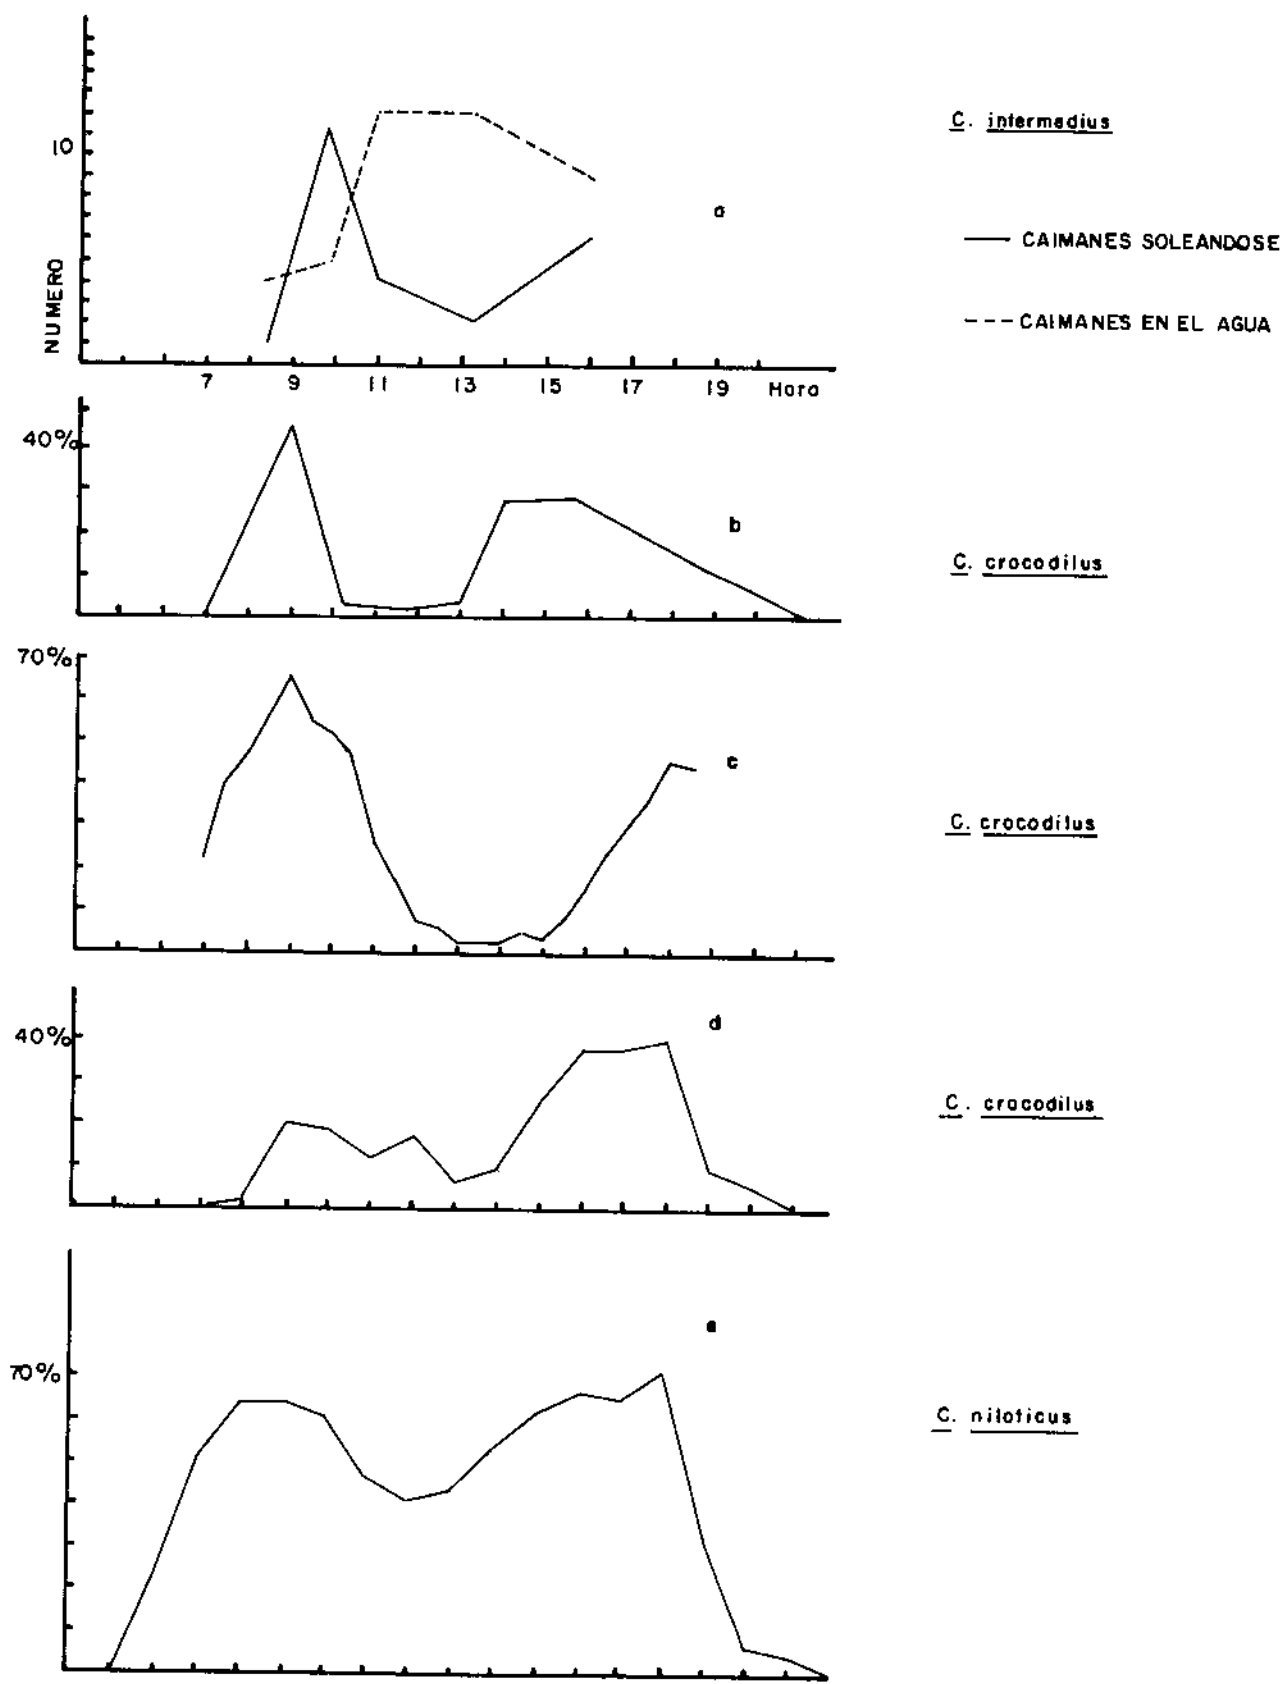 C. intermedius
10
a
CAIMANES SOLEANDOSE
NUMERO
CAIMANES EN EL AGUA
7 9 11 13 15 17 19 Hora
40%
b
C. crocodilus
70%
c
C. crocodilus
40%
d
C. crocodilus
70%
e
C. niloticus